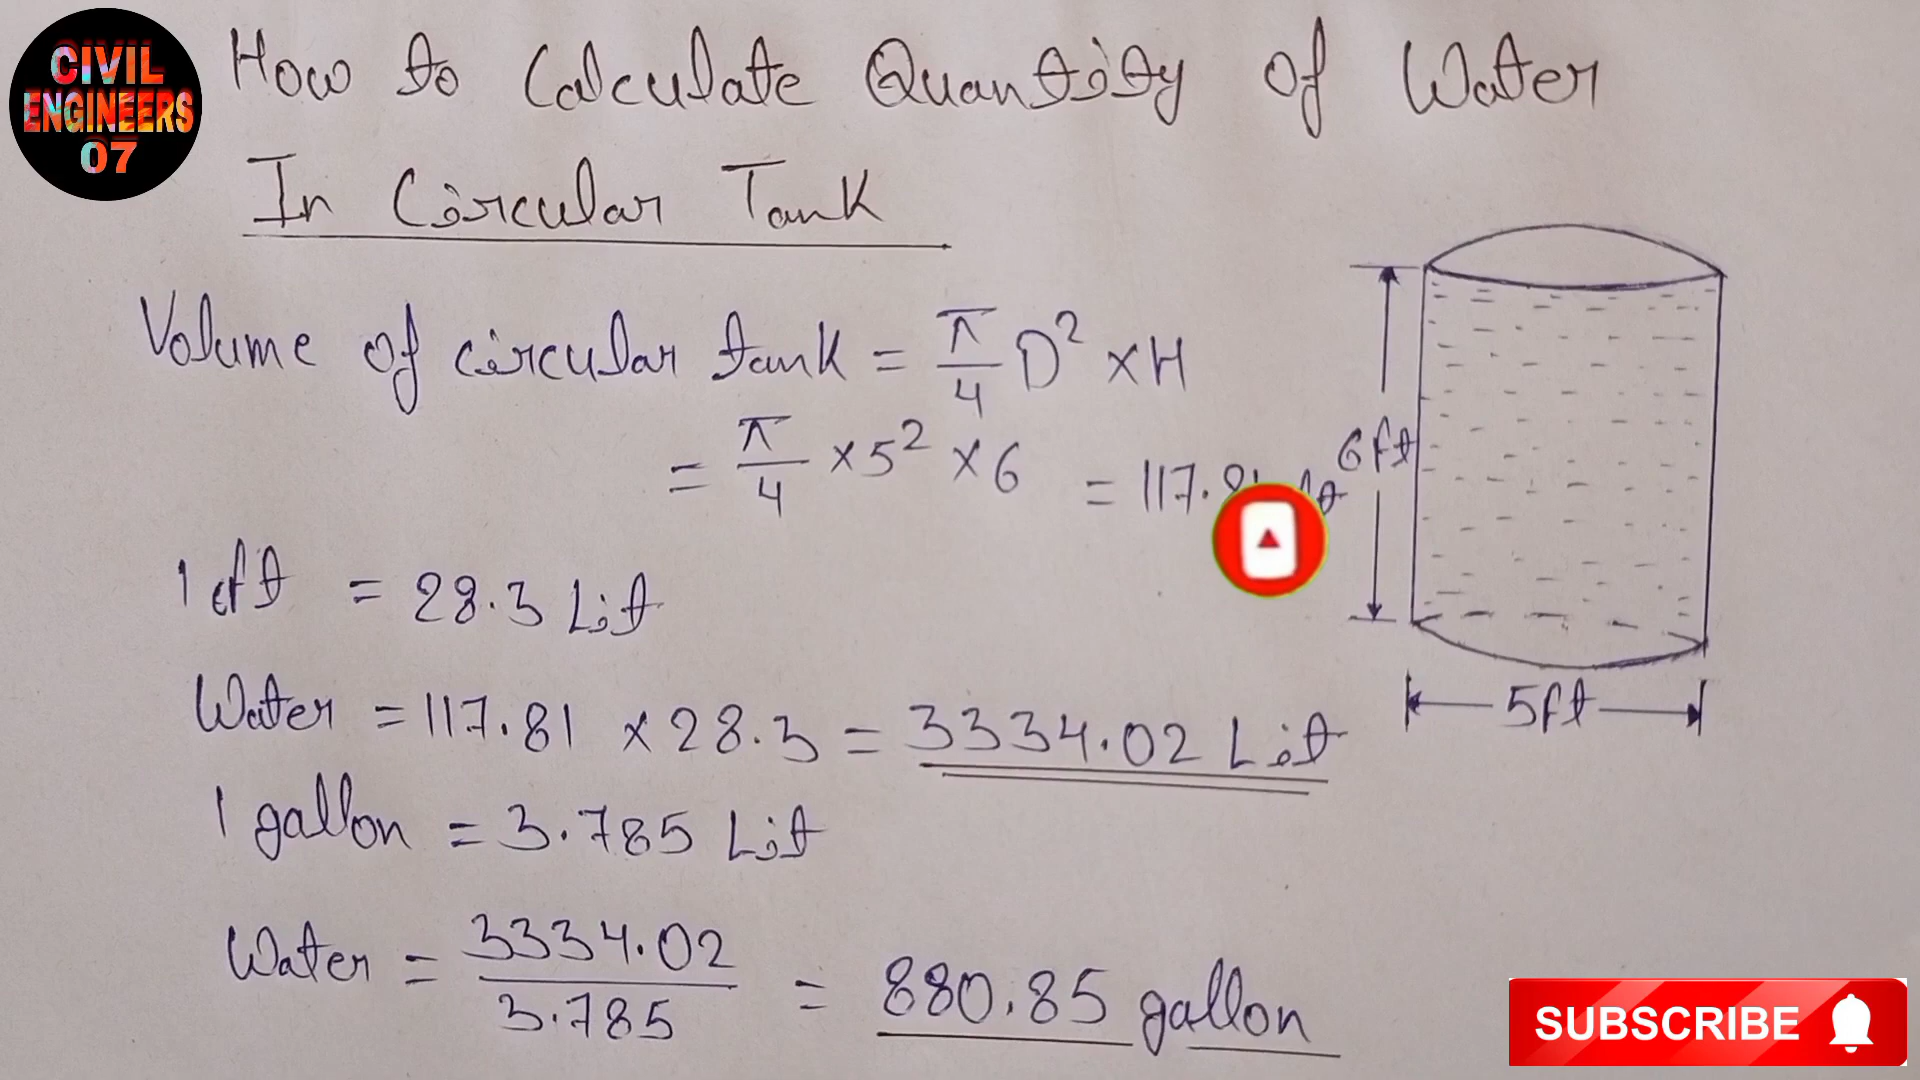 CIVIL
ENGINEERS
07
How to Calculate Quantity of Water
In Circular Tank
Volume of circular tank = π/4 D² × H
= π/4 × 5² × 6 = 117.81
6ft
5ft
1 cft = 28.3 Lit
Water = 117.81 × 28.3 = 3334.02 Lit
1 gallon = 3.785 Lit
Water = 3334.02/3.785 = 880.85 gallon
SUBSCRIBE